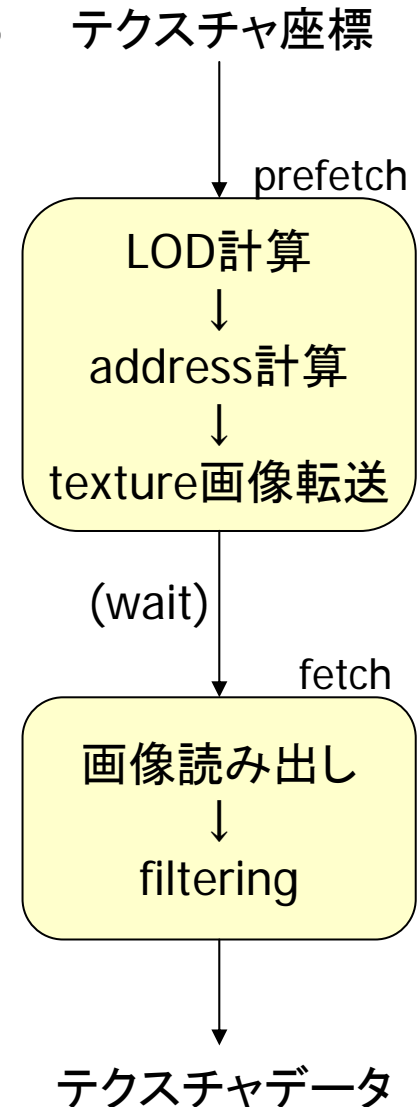 テクスチャ座標
prefetch
LOD計算
↓
address計算
↓
texture画像転送
(wait)
fetch
画像読み出し
↓
filtering
テクスチャデータ